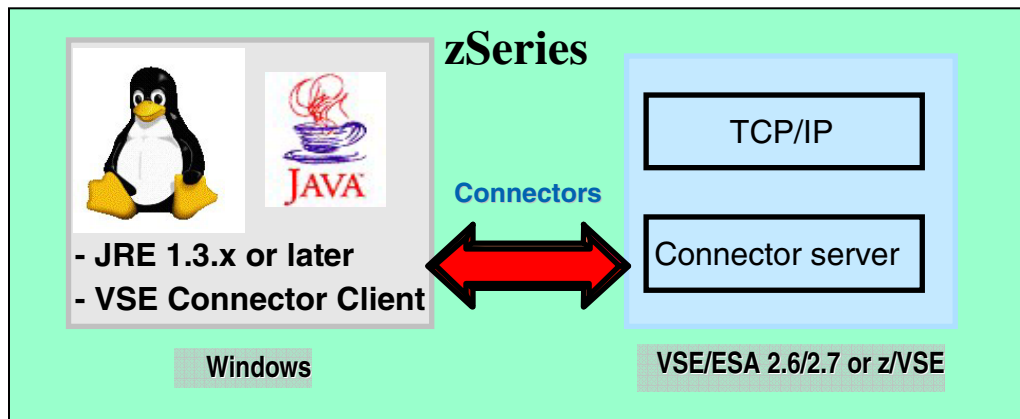 zSeries
JAVA™
- JRE 1.3.x or later
- VSE Connector Client
Windows
Connectors
TCP/IP
Connector server
VSE/ESA 2.6/2.7 or z/VSE